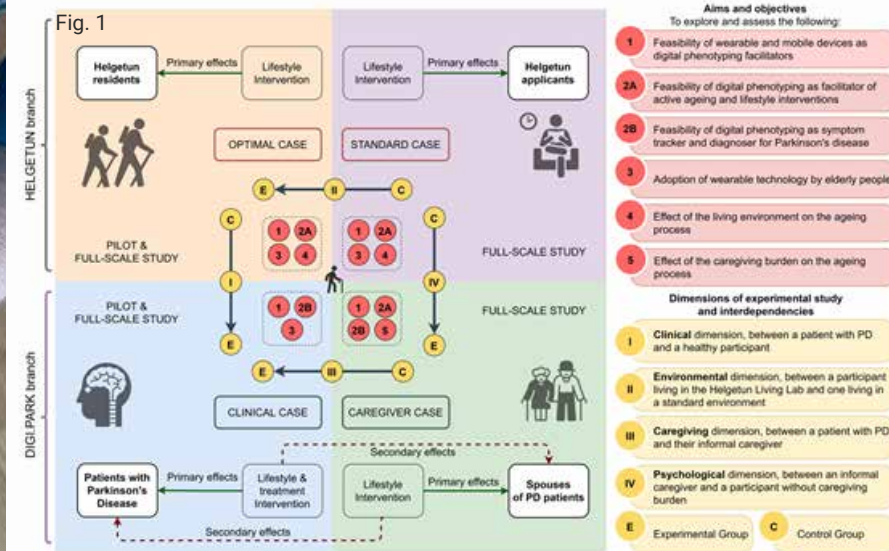 Fig. 1
HELGETUN branch
Helgetun
residents
Primary effects
Lifestyle
Intervention
Lifestyle
Intervention
Primary effects
Helgetun
applicants
OPTIMAL CASE
STANDARD CASE
E
II
C
C
C
1
2A
3
4
1
2A
3
4
PILOT &
FULL-SCALE STUDY
FULL-SCALE STUDY
I
IV
DIGI.PARK branch
PILOT &
FULL-SCALE STUDY
FULL-SCALE STUDY
1
2B
3
1
2A
2B
5
E
E
E
III
C
CLINICAL CASE
CAREGIVER CASE
Secondary effects
Patients with
Parkinson's
Disease
Primary effects
Lifestyle &
treatment
Intervention
Lifestyle
Intervention
Primary effects
Spouses
of PD patients
Secondary effects
Aims and objectives
To explore and assess the following:
1
Feasibility of wearable and mobile devices as
digital phenotyping facilitators
2A
Feasibility of digital phenotyping as facilitator of
active ageing and lifestyle interventions
2B
Feasibility of digital phenotyping as symptom
tracker and diagnoser for Parkinson's disease
3
Adoption of wearable technology by elderly people
4
Effect of the living environment on the ageing
process
5
Effect of the caregiving burden on the ageing
process
Dimensions of experimental study
and interdependencies
I
Clinical dimension, between a patient with PD
and a healthy participant
II
Environmental dimension, between a participant
living in the Helgetun Living Lab and one living in
a standard environment
III
Caregiving dimension, between a patient with PD
and their informal caregiver
IV
Psychological dimension, between an informal
caregiver and a participant without caregiving
burden
E
Experimental Group
C
Control Group